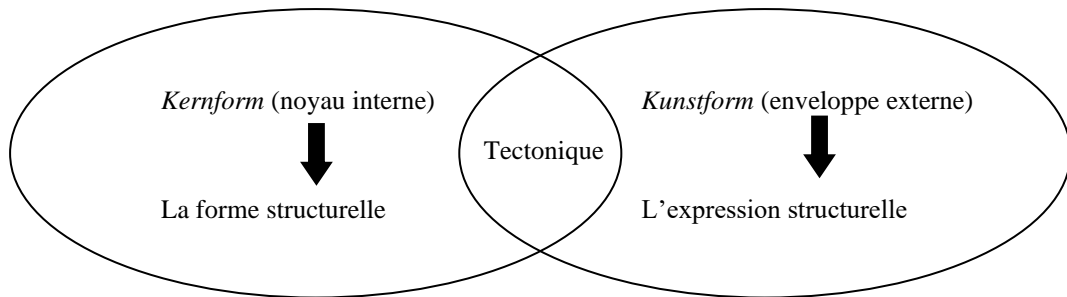 Kernform (noyau interne)
Kunstform (enveloppe externe)
Tectonique
La forme structurelle
L’expression structurelle